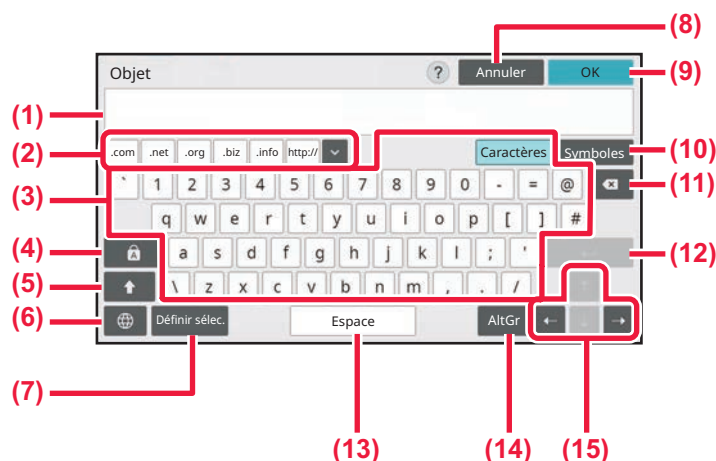 (8)
Objet ? Annuler OK (9)
(1)
(2) .com .net .org .biz .info http:// Caractères Symboles (10)
(3) ` 1 2 3 4 5 6 7 8 9 0 - = @ (11)
q w e r t y u i o p [ ] #
(4) A a s d f g h j k l ; ' (12)
(5) \ z x c v b n m , . /
(6) Définir sélec. Espace AltGr
(7)
(13) (14) (15)